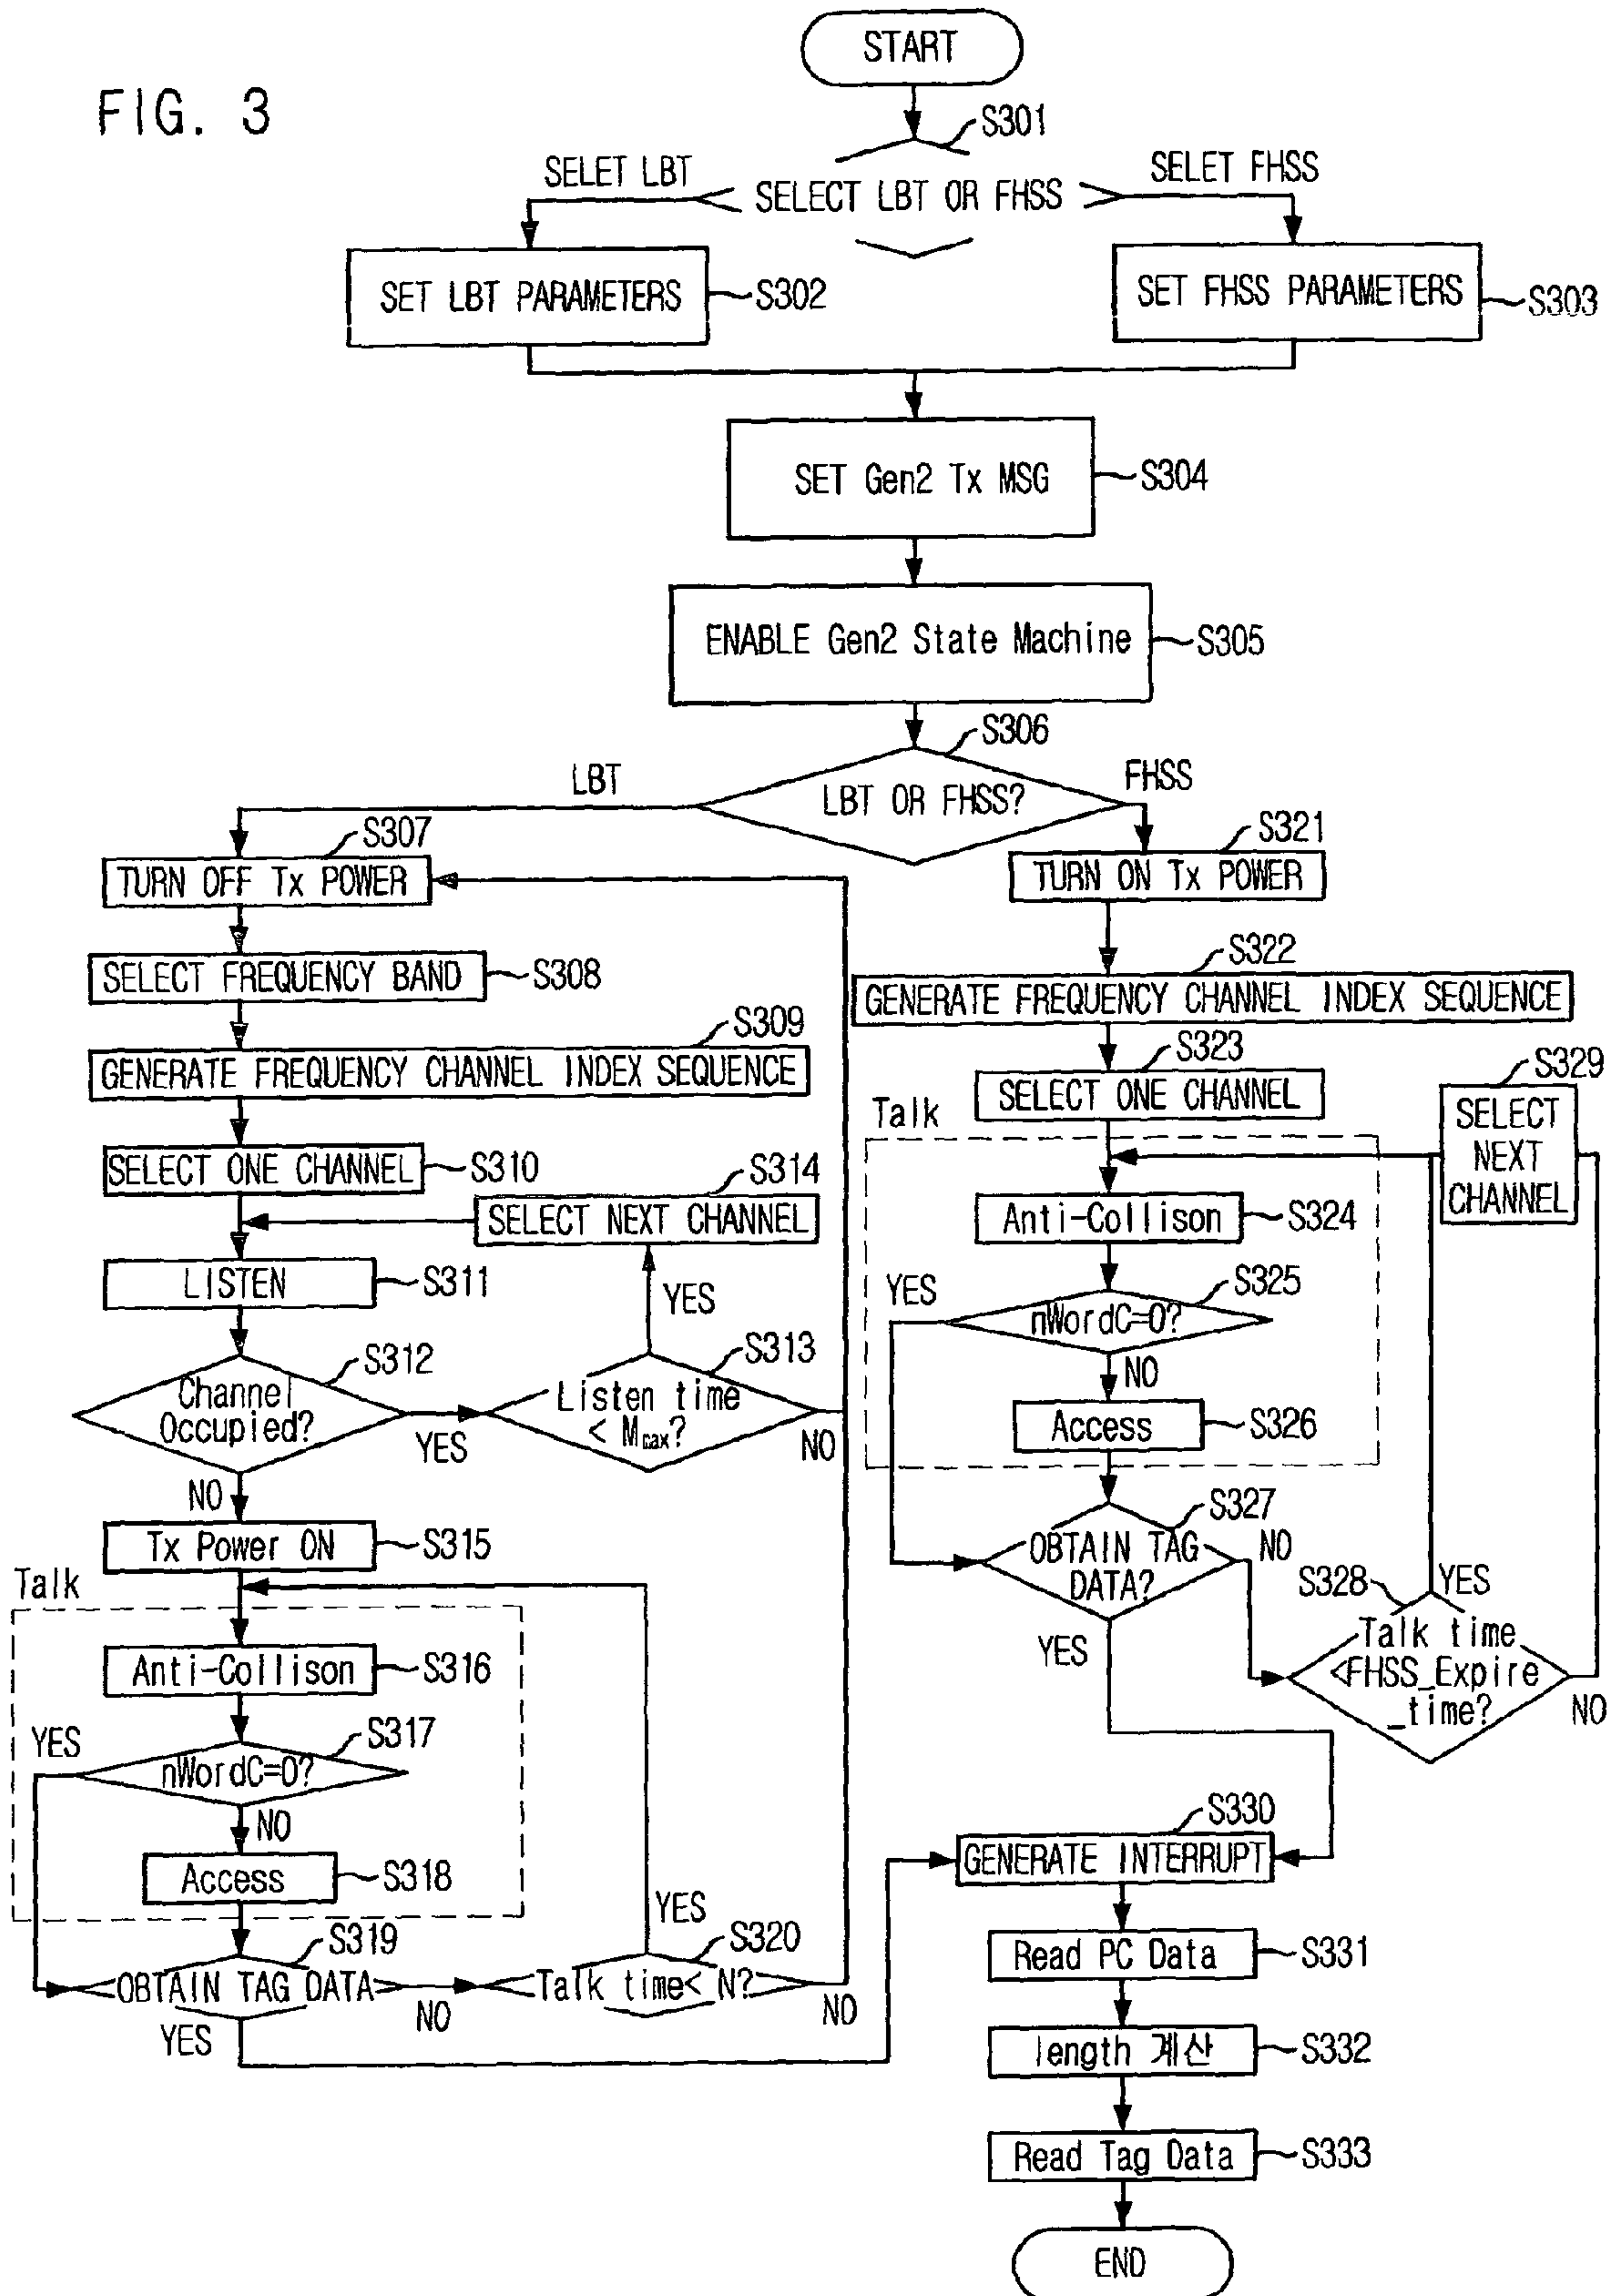 FIG. 3
START
S301
SELET LBT
SELECT LBT OR FHSS
SELET FHSS
SET LBT PARAMETERS
S302
SET FHSS PARAMETERS
S303
SET Gen2 Tx MSG
S304
ENABLE Gen2 State Machine
S305
S306
LBT
LBT OR FHSS?
FHSS
S307
TURN OFF Tx POWER
SELECT FREQUENCY BAND
S308
S309
GENERATE FREQUENCY CHANNEL INDEX SEQUENCE
SELECT ONE CHANNEL
S310
S314
SELECT NEXT CHANNEL
LISTEN
S311
YES
S312
Channel
Occupied?
YES
S313
Listen time
< Mmax?
NO
NO
Tx Power ON
S315
Talk
Anti-Collison
S316
YES
S317
nWordC=0?
NO
Access
S318
S319
OBTAIN TAG DATA
NO
YES
YES
S320
Talk time< N?
NO
S321
TURN ON Tx POWER
S322
GENERATE FREQUENCY CHANNEL INDEX SEQUENCE
S323
SELECT ONE CHANNEL
Talk
S329
SELECT
NEXT
CHANNEL
Anti-Collison
S324
YES
S325
nWordC=0?
NO
Access
S326
S327
OBTAIN TAG
DATA?
NO
YES
S328
YES
Talk time
<FHSS_Expire
_time?
NO
S330
GENERATE INTERRUPT
Read PC Data
S331
length 계산
S332
Read Tag Data
S333
END